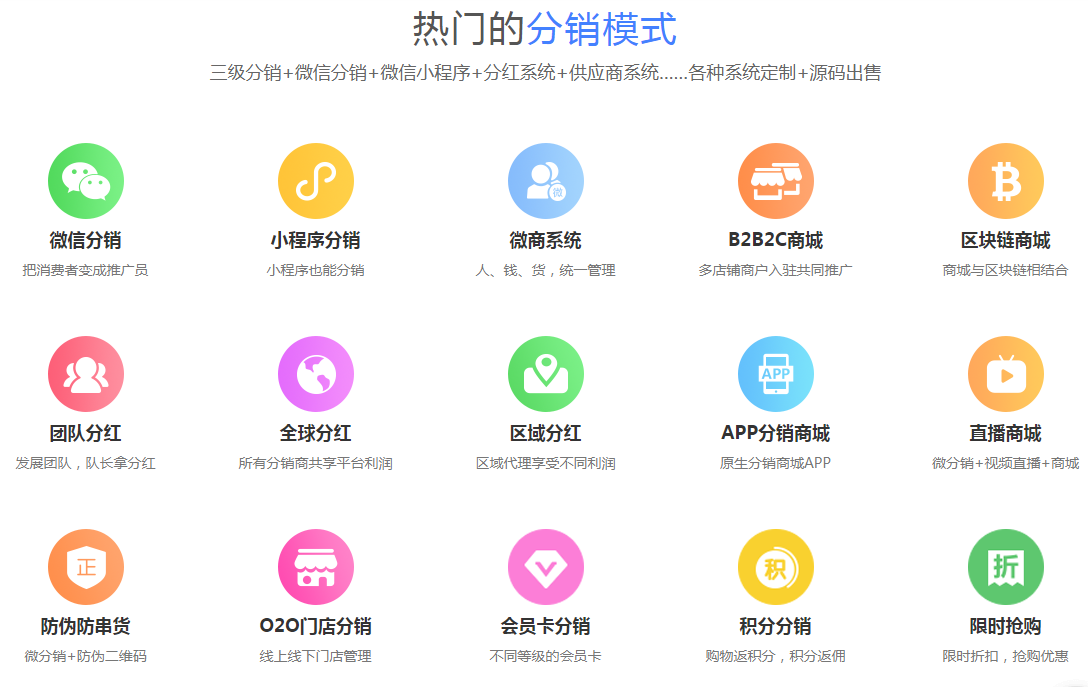 热门的分销模式
三级分销+微信分销+微信小程序+分红系统+供应商系统......各种系统定制+源码出售
微信分销
把消费者变成推广员
小程序分销
小程序也能分销
微
微商系统
人、钱、货，统一管理
B2B2C商城
多店铺商户入驻共同推广
区块链商城
商城与区块链相结合
团队分红
发展团队，队长拿分红
全球分红
所有分销商共享平台利润
区域分红
区域代理享受不同利润
APP
APP分销商城
原生分销商城APP
直播商城
微分销+视频直播+商城
正
防伪防串货
微分销+防伪二维码
O2O门店分销
线上线下门店管理
会员卡分销
不同等级的会员卡
积
积分分销
购物返积分，积分返佣
折
限时抢购
限时折扣，抢购优惠